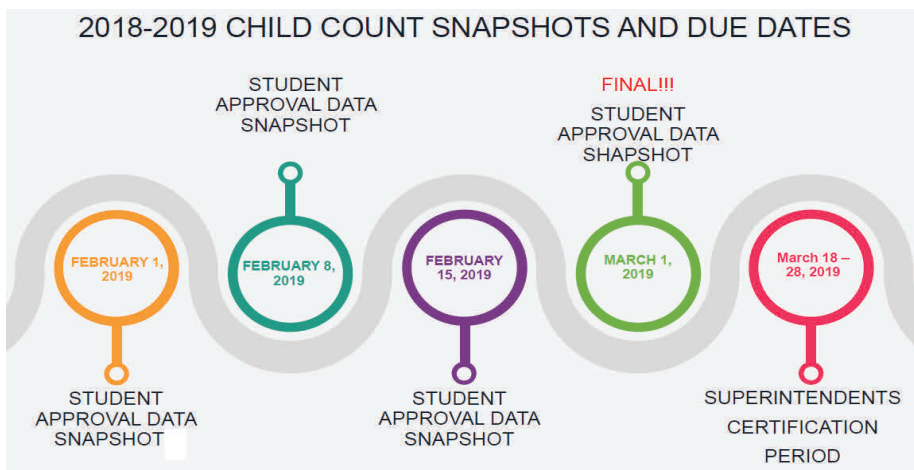 2018-2019 CHILD COUNT SNAPSHOTS AND DUE DATES
FEBRUARY 1,
2019
STUDENT
APPROVAL DATA
SNAPSHOT
STUDENT
APPROVAL DATA
SNAPSHOT
FEBRUARY 8,
2019
FEBRUARY
15, 2019
STUDENT
APPROVAL DATA
SNAPSHOT
FINAL!!!
STUDENT
APPROVAL DATA
SHAPSHOT
MARCH 1,
2019
March 18 –
28, 2019
SUPERINTENDENTS
CERTIFICATION
PERIOD